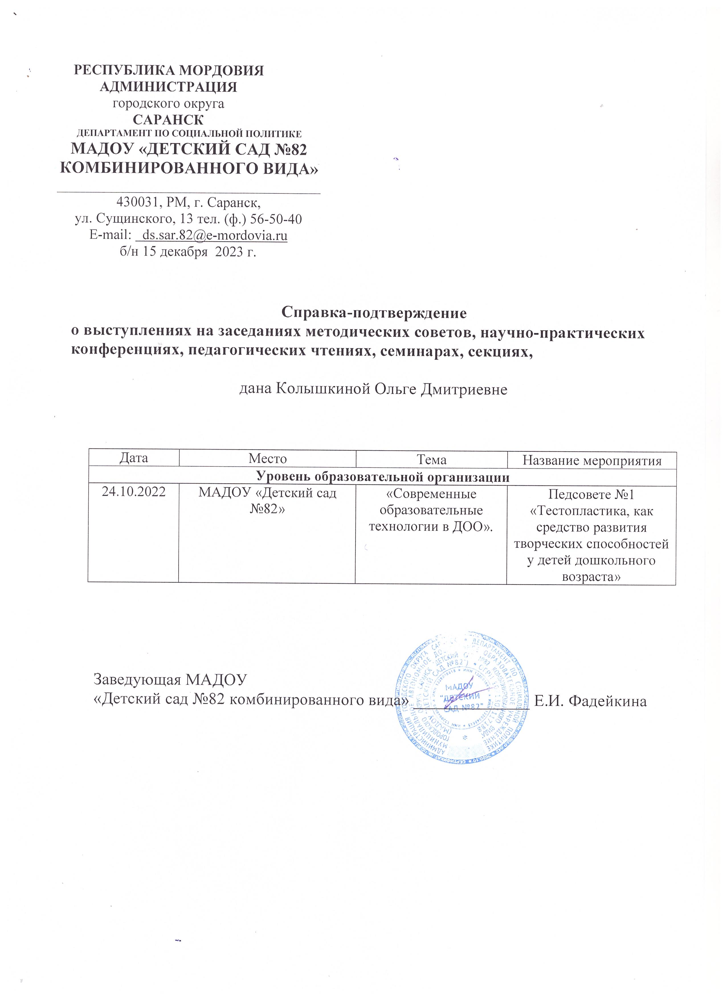 РЕСПУБЛИКА МОРДОВИЯ
АДМИНИСТРАЦИЯ
городского округа
САРАНСК
ДЕПАРТАМЕНТ ПО СОЦИАЛЬНОЙ ПОЛИТИКЕ
МАДОУ «ДЕТСКИЙ САД №82
КОМБИНИРОВАННОГО ВИДА»
430031, РМ, г. Саранск,
ул. Сущинского, 13 тел. (ф.) 56-50-40
E-mail: ds.sar.82@e-mordovia.ru
б/н 15 декабря 2023 г.
Справка-подтверждение
о выступлениях на заседаниях методических советов, научно-практических
конференциях, педагогических чтениях, семинарах, секциях,
дана Колышкиной Ольге Дмитриевне
Дата Место Тема Название мероприятия
Уровень образовательной организации
24.10.2022 МАДОУ «Детский сад «Современные Педсовете №1
№82» образовательные «Тестопластика, как
технологии в ДОО». средство развития
творческих способностей
у детей дошкольного
возраста»
Заведующая МАДОУ
«Детский сад №82 комбинированного вида» Е.И. Фадейкина
МАДОУ
"ДЕТСКИЙ
САД №82"